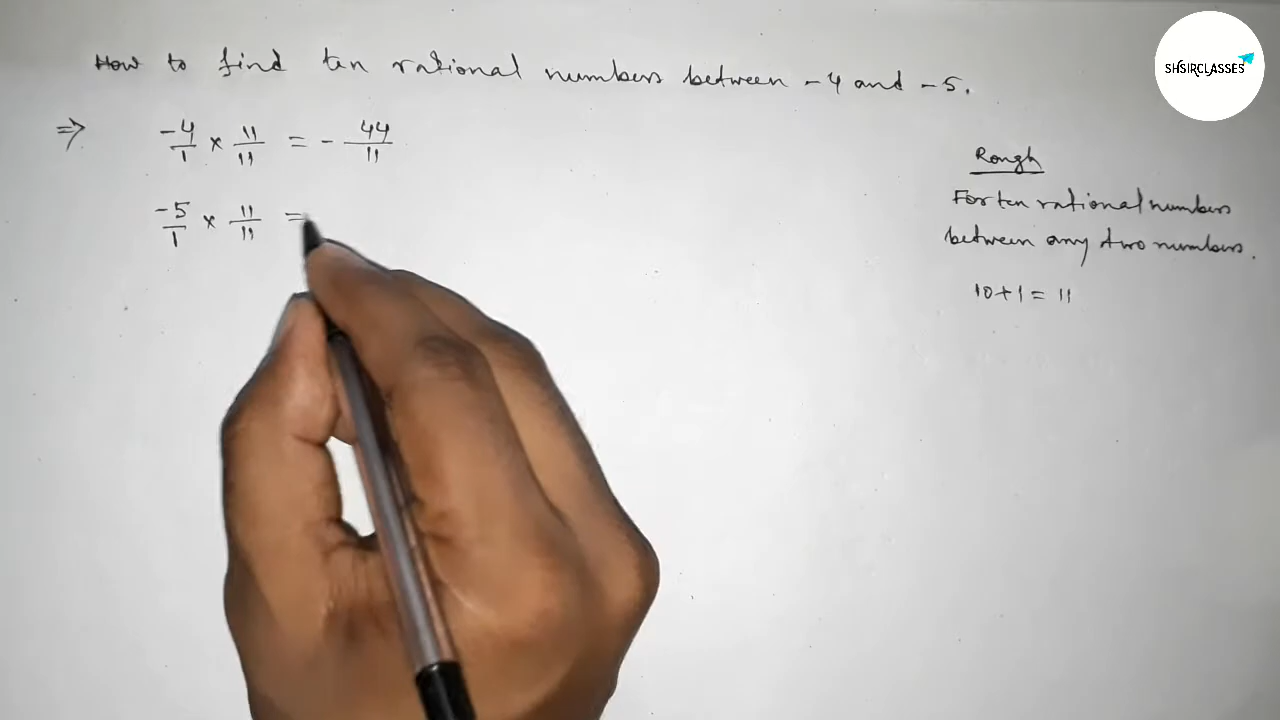 How to find ten rational numbers between -4 and -5.
SHSIRCLASSES
⇒ -4/1 × 11/11 = - 44/11
-5/1 × 11/11 =
Rough
For ten rational numbers
between any two numbers.
10+1 = 11